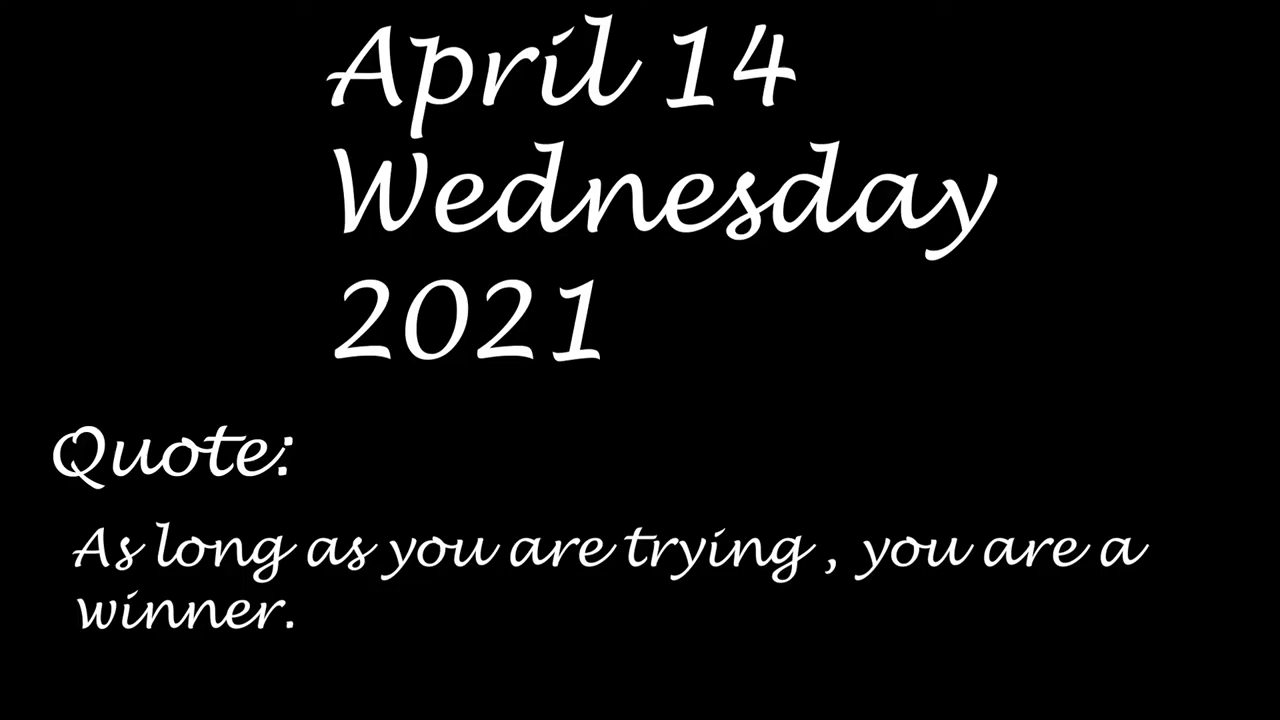 April 14
Wednesday
2021
Quote:
As long as you are trying , you are a
winner.